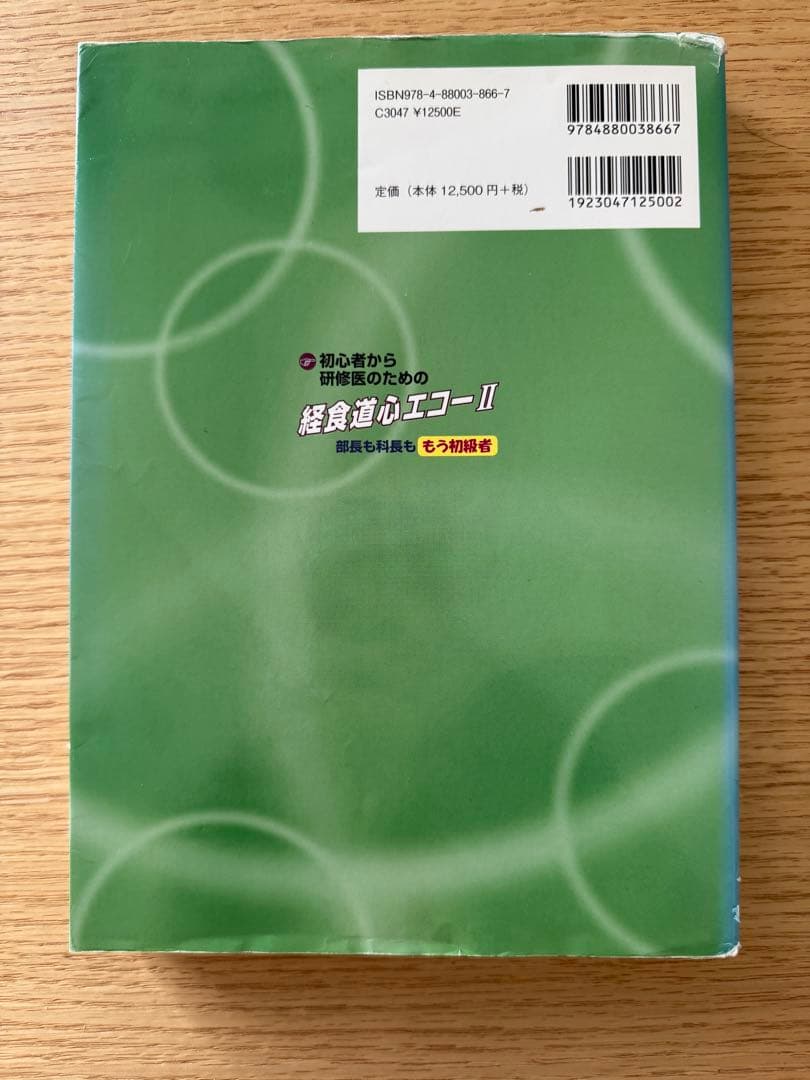 ISBN978-4-88003-866-7
C3047 ¥12500E
9784880038667
定価（本体 12,500 円＋税）
1923047125002
初心者から
研修医のための
経食道心エコーⅡ
部長も科長も もう初級者